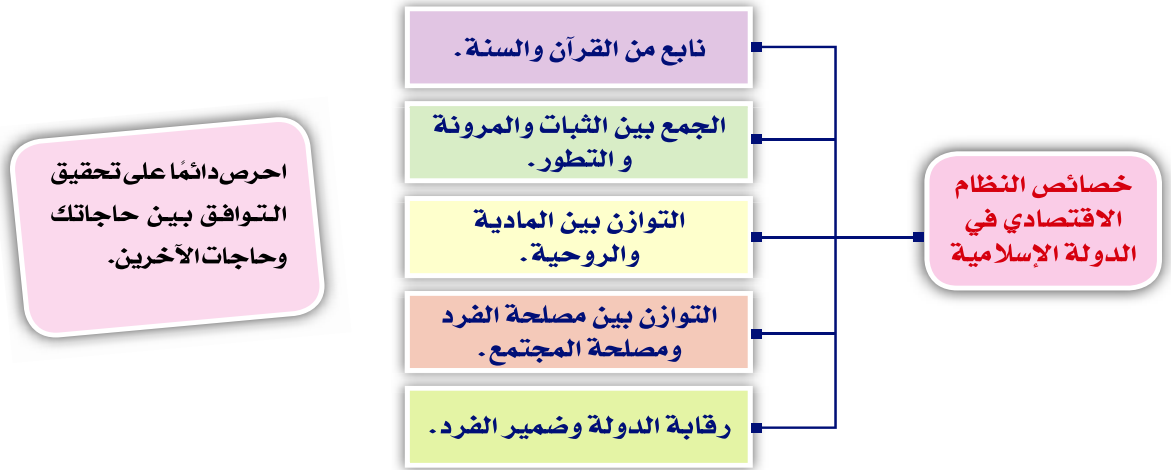 خصائص النظام
الاقتصادي في
الدولة الإسلامية
نابع من القرآن والسنة.
الجمع بين الثبات والمرونة
والتطور.
التوازن بين المادية
والروحية.
التوازن بين مصلحة الفرد
ومصلحة المجتمع.
رقابة الدولة وضمير الفرد.
احرص دائمًا على تحقيق
التوافق بين حاجاتك
وحاجات الآخرين.